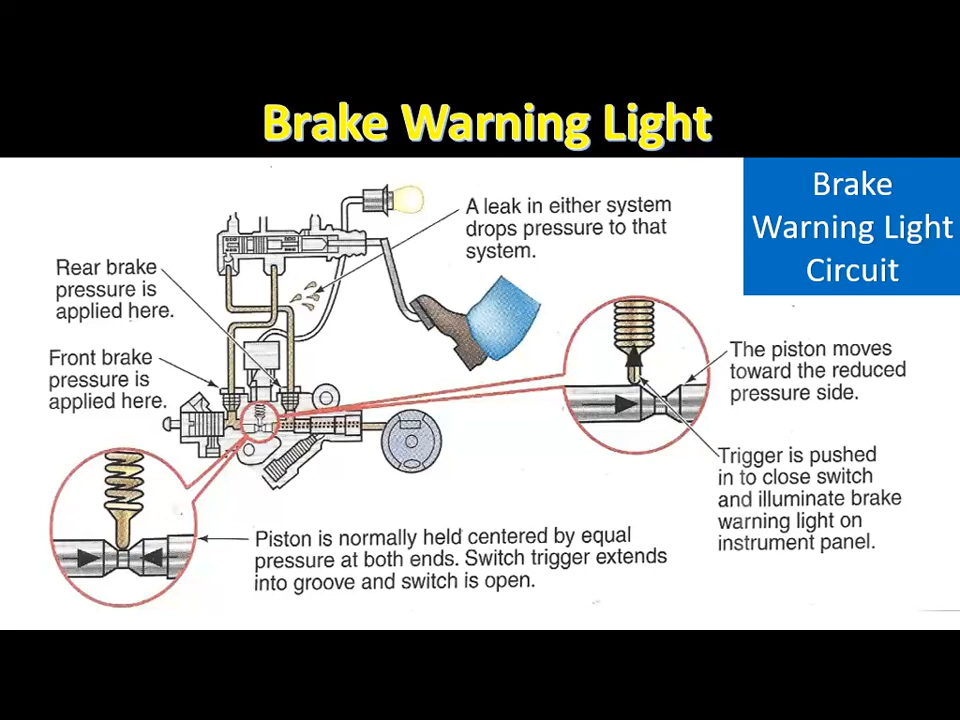 Brake Warning Light
Brake
Warning Light
Circuit
A leak in either system
drops pressure to that
system.
Rear brake
pressure is
applied here.
Front brake
pressure is
applied here.
The piston moves
toward the reduced
pressure side.
Trigger is pushed
in to close switch
and illuminate brake
warning light on
instrument panel.
Piston is normally held centered by equal
pressure at both ends. Switch trigger extends
into groove and switch is open.